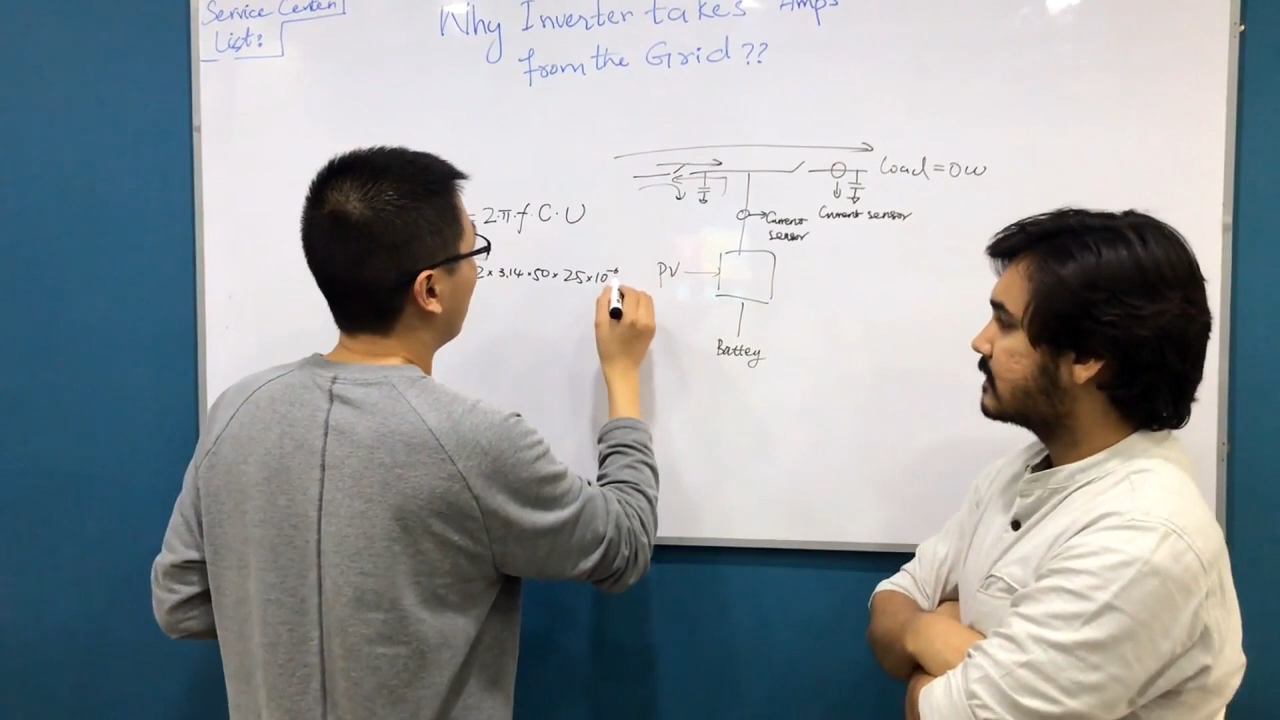 Service Center
List:
Why Inverter takes Amps
from the Grid??
Load=0w
= 2π.f.C.U
Current sensor
Current
sensor
2×3.14×50×25×10⁻⁶
PV
Battey